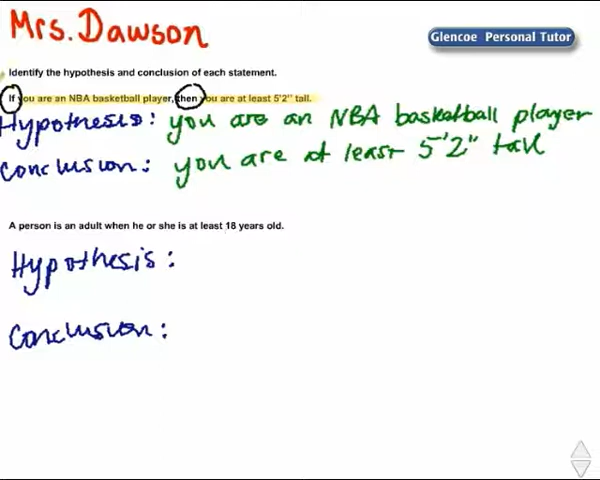 Mrs. Dawson
Glencoe Personal Tutor
Identify the hypothesis and conclusion of each statement.
If you are an NBA basketball player, then you are at least 5'2" tall.
Hypothesis: you are an NBA basketball player
Conclusion: you are at least 5'2" tall
A person is an adult when he or she is at least 18 years old.
Hypothesis:
Conclusion: